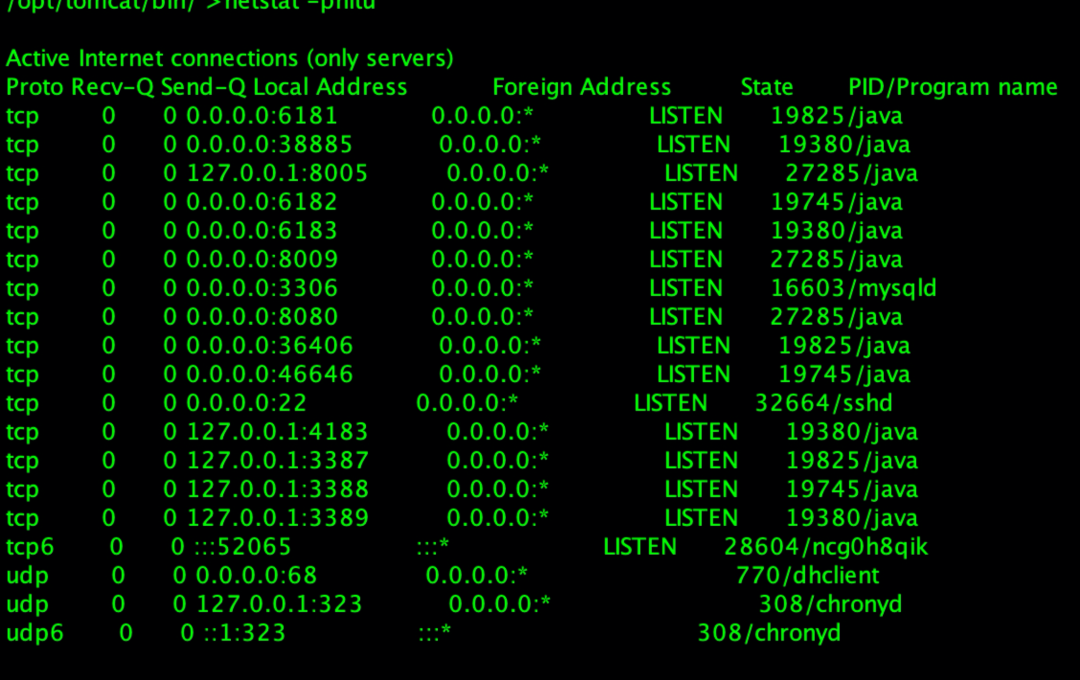 /opt/tomcat/bin/ >netstat -pnltu
Active Internet connections (only servers)
Proto Recv-Q Send-Q Local Address Foreign Address State PID/Program name
tcp 0 0 0.0.0.0:6181 0.0.0.0:* LISTEN 19825/java
tcp 0 0 0.0.0.0:38885 0.0.0.0:* LISTEN 19380/java
tcp 0 0 127.0.0.1:8005 0.0.0.0:* LISTEN 27285/java
tcp 0 0 0.0.0.0:6182 0.0.0.0:* LISTEN 19745/java
tcp 0 0 0.0.0.0:6183 0.0.0.0:* LISTEN 19380/java
tcp 0 0 0.0.0.0:8009 0.0.0.0:* LISTEN 27285/java
tcp 0 0 0.0.0.0:3306 0.0.0.0:* LISTEN 16603/mysqld
tcp 0 0 0.0.0.0:8080 0.0.0.0:* LISTEN 27285/java
tcp 0 0 0.0.0.0:36406 0.0.0.0:* LISTEN 19825/java
tcp 0 0 0.0.0.0:46646 0.0.0.0:* LISTEN 19745/java
tcp 0 0 0.0.0.0:22 0.0.0.0:* LISTEN 32664/sshd
tcp 0 0 127.0.0.1:4183 0.0.0.0:* LISTEN 19380/java
tcp 0 0 127.0.0.1:3387 0.0.0.0:* LISTEN 19825/java
tcp 0 0 127.0.0.1:3388 0.0.0.0:* LISTEN 19745/java
tcp 0 0 127.0.0.1:3389 0.0.0.0:* LISTEN 19380/java
tcp6 0 0 :::52065 :::* LISTEN 28604/ncg0h8qik
udp 0 0 0.0.0.0:68 0.0.0.0:* 770/dhclient
udp 0 0 127.0.0.1:323 0.0.0.0:* 308/chronyd
udp6 0 0 ::1:323 :::* 308/chronyd